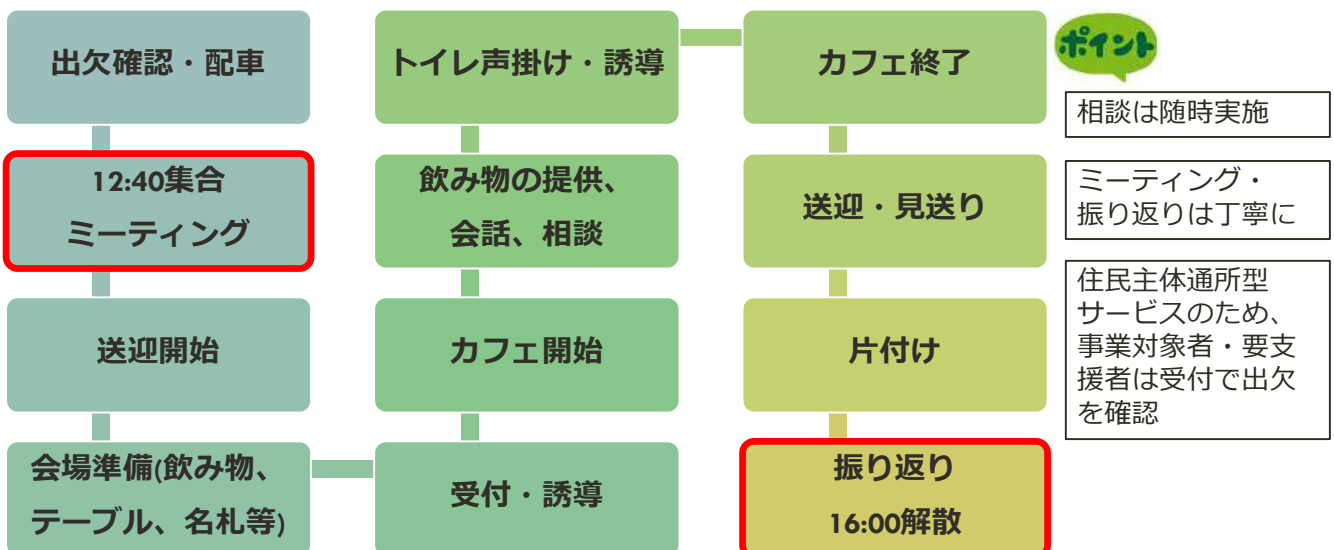 出欠確認・配車
12:40集合
ミーティング
送迎開始
会場準備(飲み物、
テーブル、名札等)
受付・誘導
カフェ開始
飲み物の提供、
会話、相談
トイレ声掛け・誘導
カフェ終了
送迎・見送り
片付け
振り返り
16:00解散
ポイント
相談は随時実施
ミーティング・
振り返りは丁寧に
住民主体通所型
サービスのため、
事業対象者・要支
援者は受付で出欠
を確認